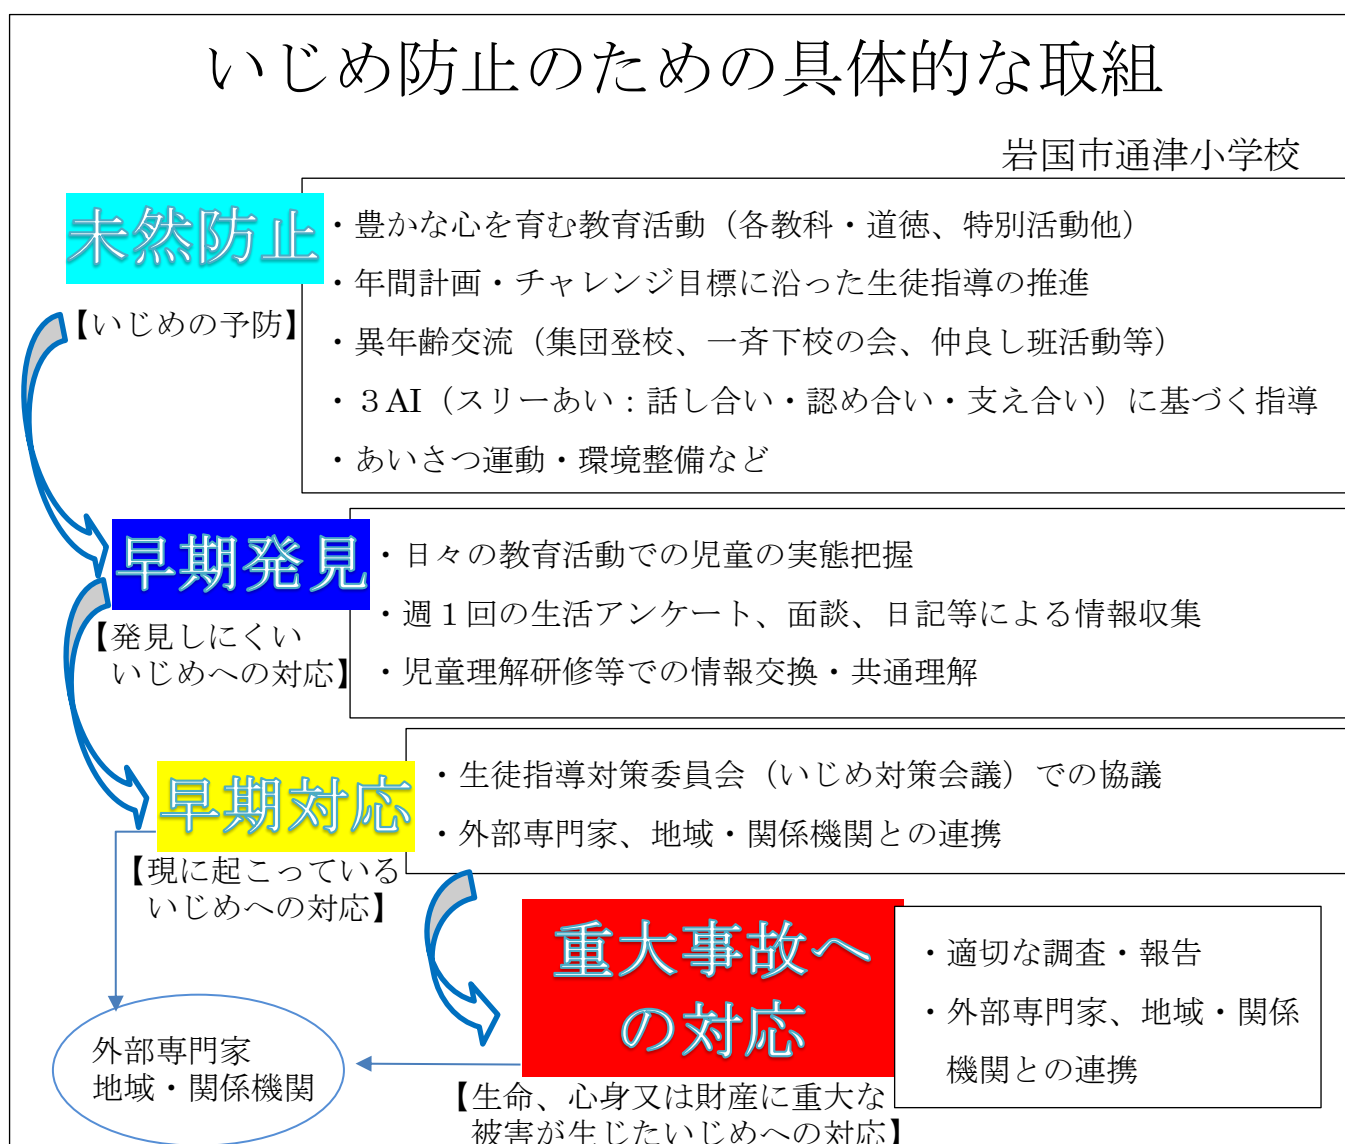 いじめ防止のための具体的な取組
岩国市通津小学校
未然防止
【いじめの予防】
・豊かな心を育む教育活動（各教科・道徳、特別活動他）
・年間計画・チャレンジ目標に沿った生徒指導の推進
・異年齢交流（集団登校、一斉下校の会、仲良し班活動等）
・３AI（スリーあい：話し合い・認め合い・支え合い）に基づく指導
・あいさつ運動・環境整備など
早期発見
【発見しにくい
いじめへの対応】
・日々の教育活動での児童の実態把握
・週１回の生活アンケート、面談、日記等による情報収集
・児童理解研修等での情報交換・共通理解
早期対応
【現に起こっている
いじめへの対応】
・生徒指導対策委員会（いじめ対策会議）での協議
・外部専門家、地域・関係機関との連携
重大事故へ
の対応
【生命、心身又は財産に重大な
被害が生じたいじめへの対応】
・適切な調査・報告
・外部専門家、地域・関係
機関との連携
外部専門家
地域・関係機関